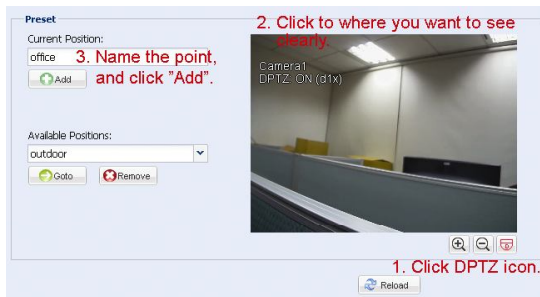 Preset
Current Position:
office
3. Name the point,
and click "Add".
Add
Available Positions:
outdoor
Goto
Remove
2. Click to where you want to see
clearly.
Camera1
DPTZ ON (d1x)
1. Click DPTZ icon.
Reload